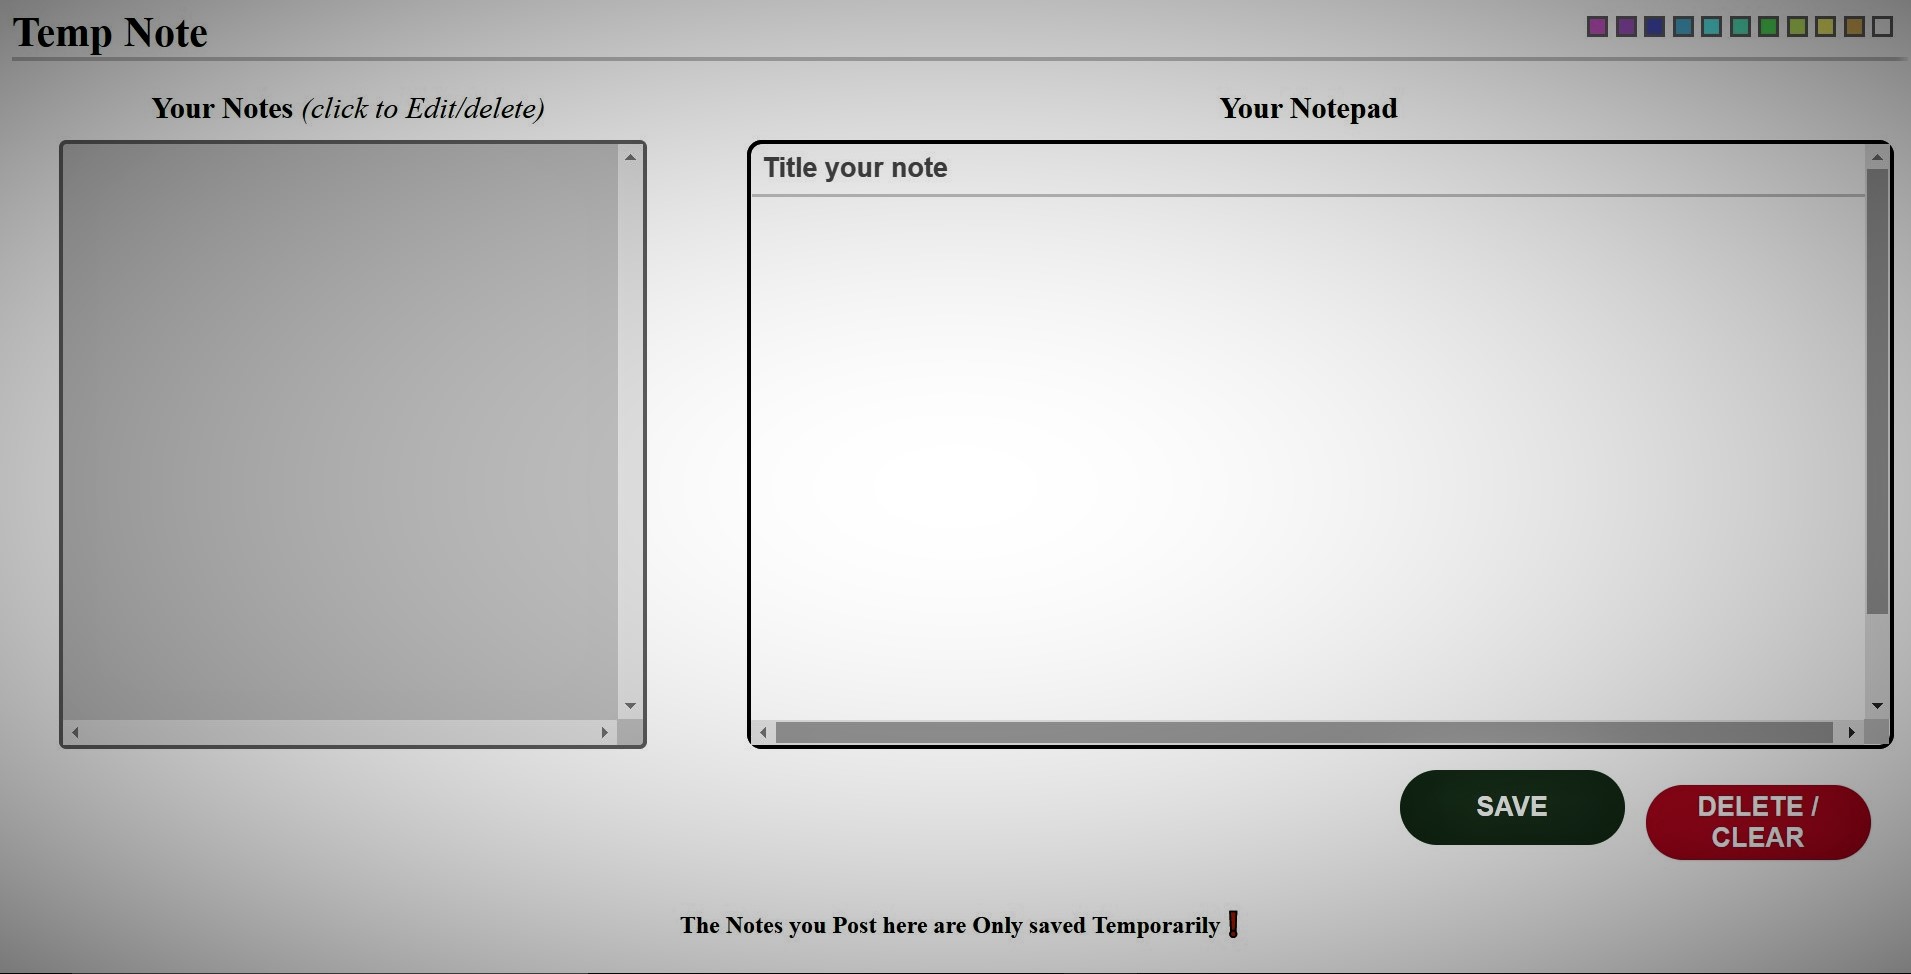 Temp Note
Your Notes (click to Edit/delete)
Your Notepad
Title your note
SAVE
DELETE /
CLEAR
The Notes you Post here are Only saved Temporarily❗